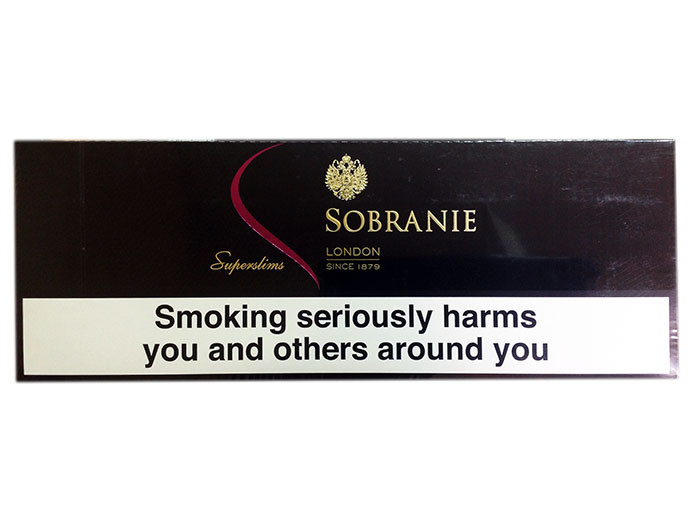 SOBRANIE
LONDON
SINCE 1879
Superslims
Smoking seriously harms
you and others around you